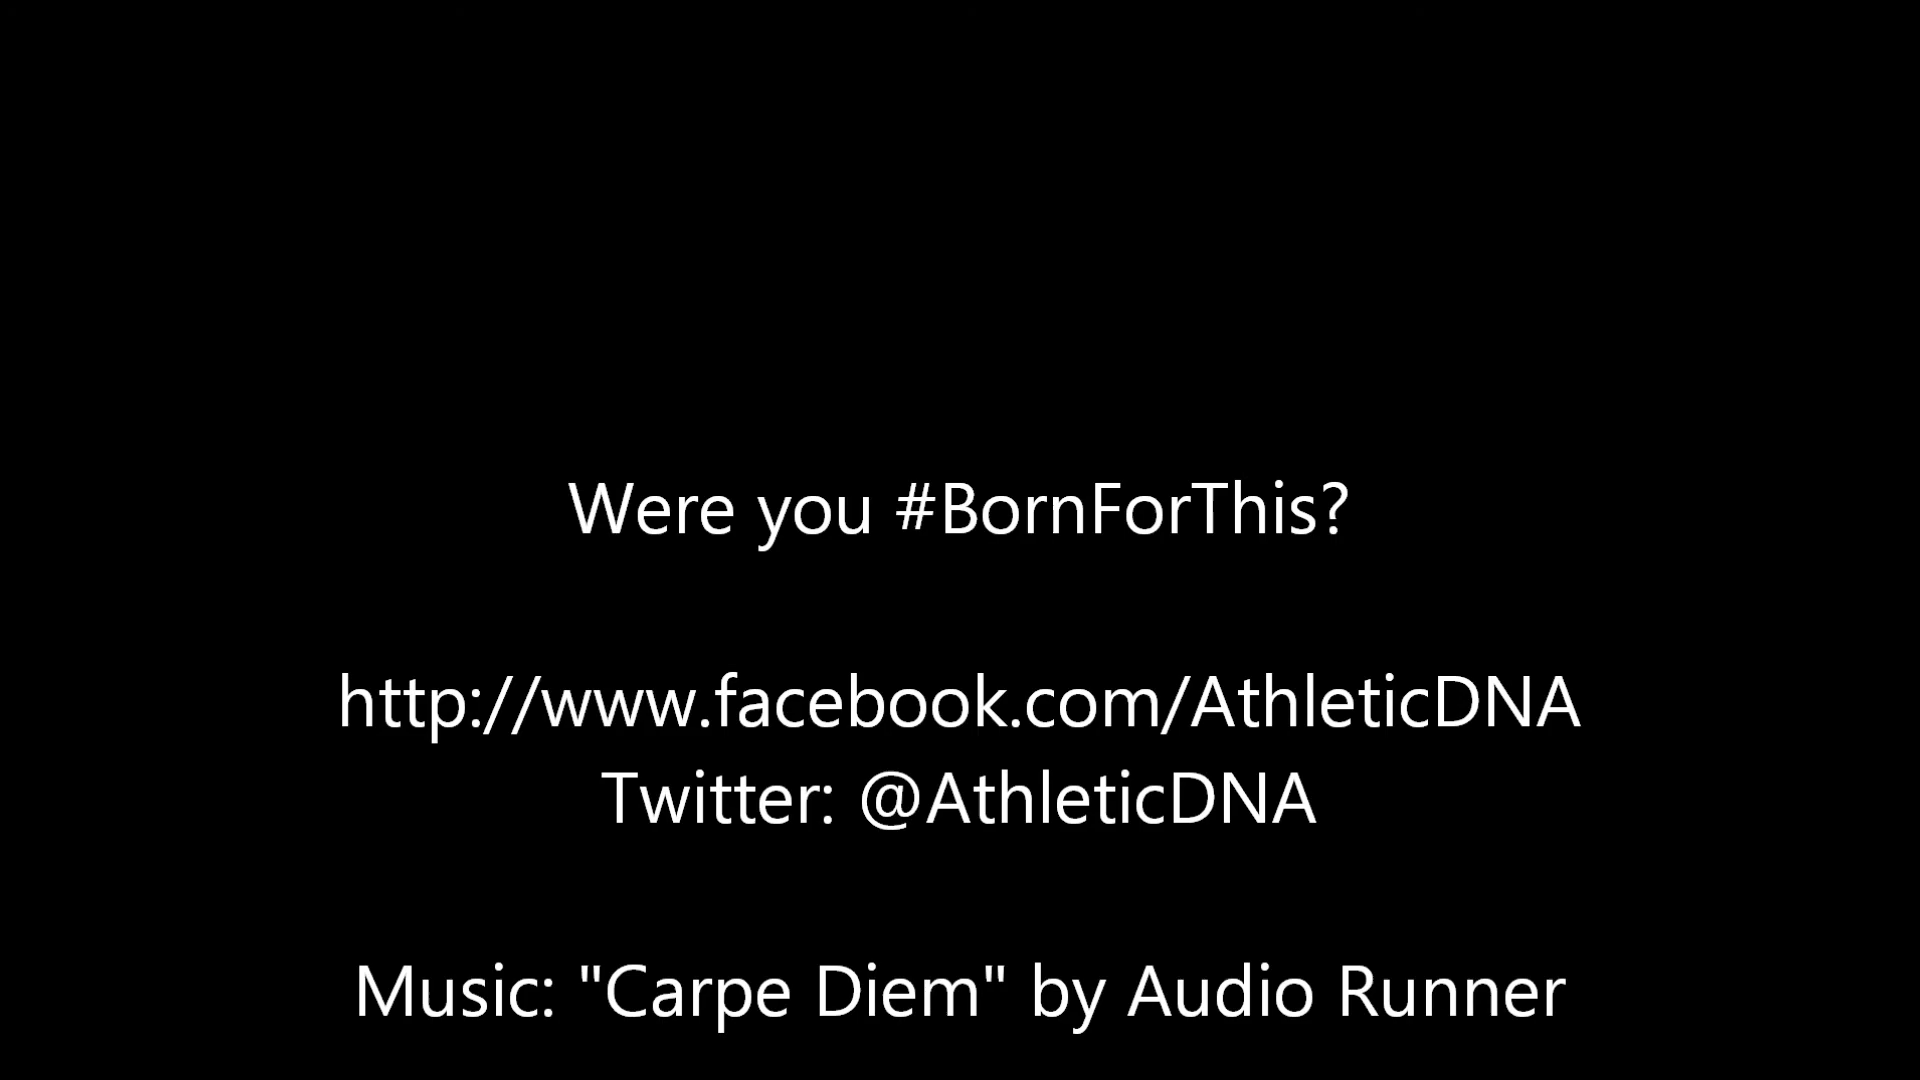 Were you #BornForThis?
http://www.facebook.com/AthleticDNA
Twitter: @AthleticDNA
Music: "Carpe Diem" by Audio Runner